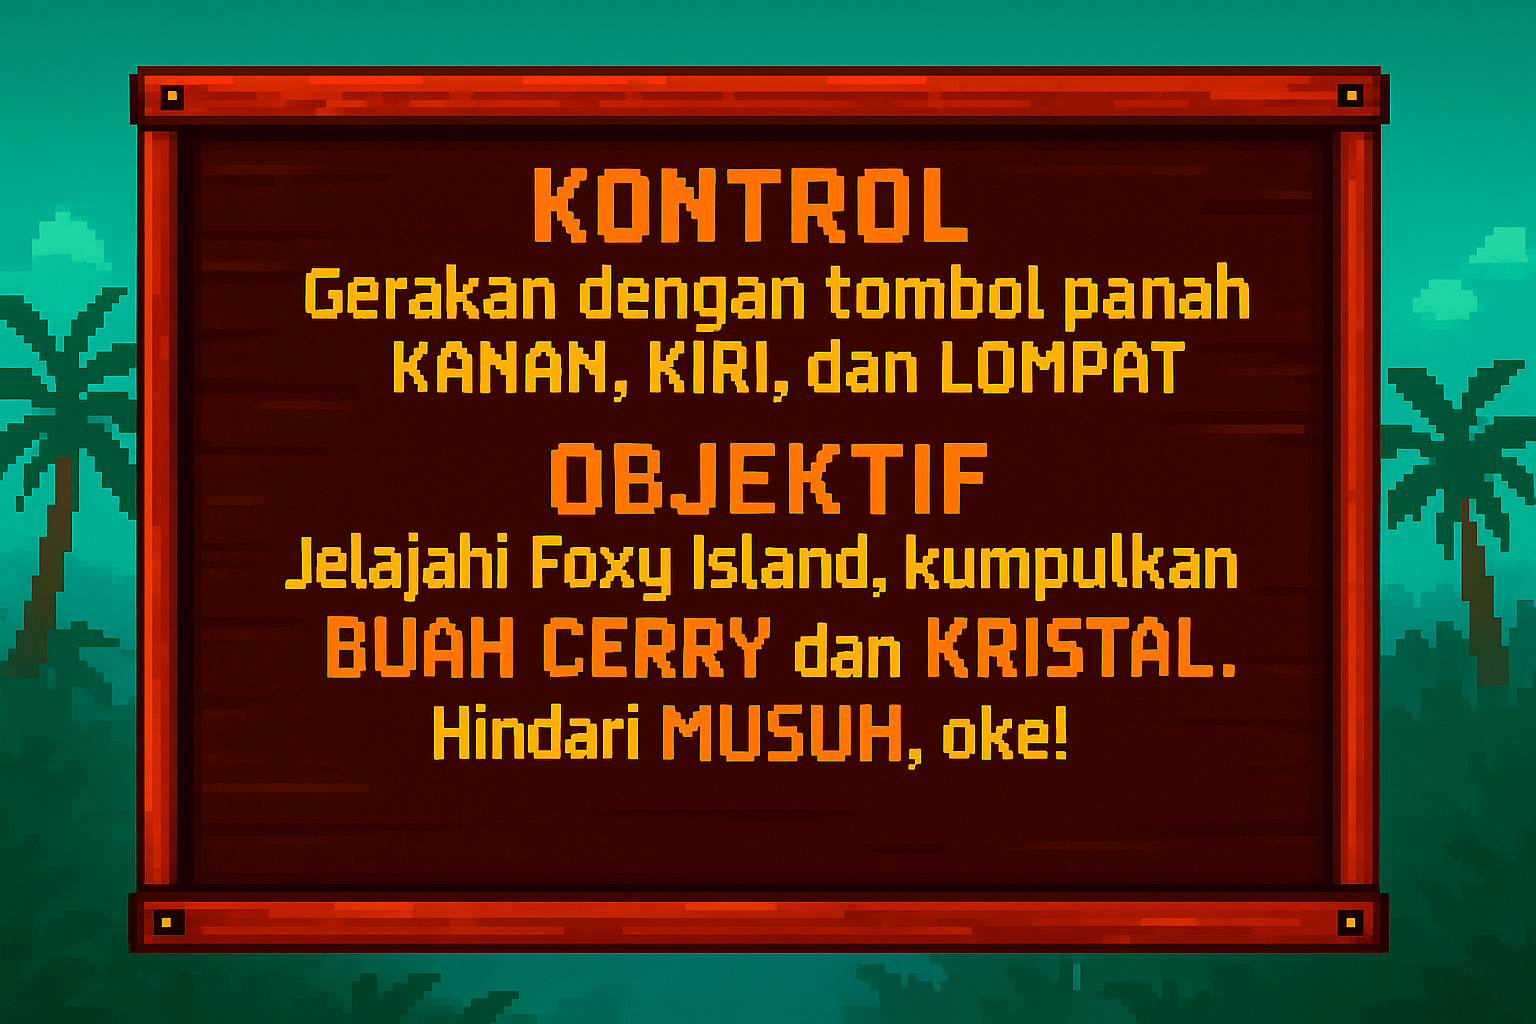 KONTROL
Gerakan dengan tombol panah
KANAN, KIRI, dan LOMPAT
OBJEKTIF
Jelajahi Foxy Island, kumpulkan
BUAH CERRY dan KRISTAL.
Hindari MUSUH, oke!